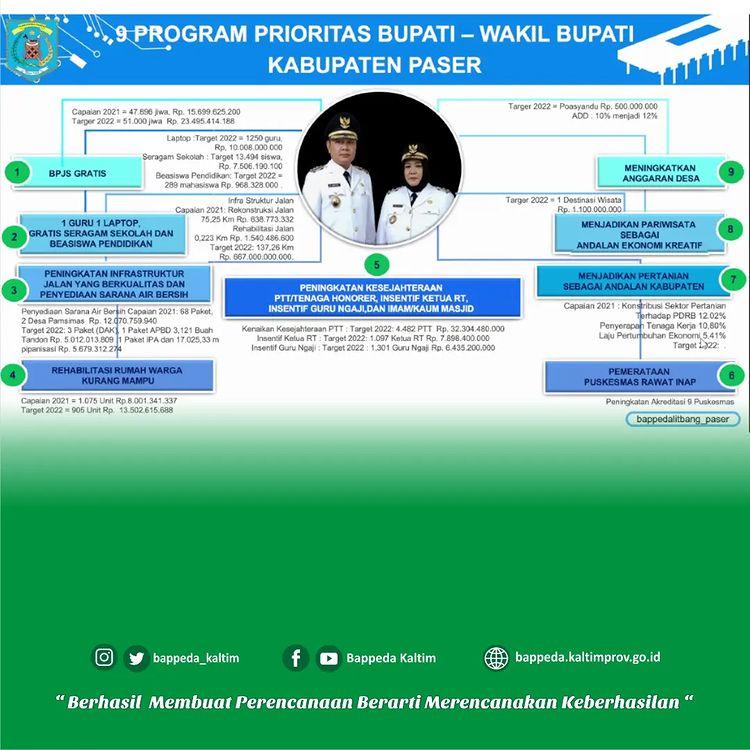 9 PROGRAM PRIORITAS BUPATI – WAKIL BUPATI
KABUPATEN PASER
Capaian 2021 = 47.696 jiwa, Rp. 15.699.625.200
Targer 2022 = 51.000 jiwa Rp. 23.495.414.188
1
BPJS GRATIS
Laptop :Target 2022 = 1250 guru,
Rp, 10.008.000.000
Seragam Sekolah : Target 13.494 siswa,
Rp, 7.506.190.100
Beasiswa Pendidikan: Target 2022 =
289 mahasiswa Rp. 968.328.000 .
2
1 GURU 1 LAPTOP,
GRATIS SERAGAM SEKOLAH DAN
BEASISWA PENDIDIKAN
Infra Struktur Jalan
Capaian 2021: Rekonstruksi Jalan
75,25 Km Rp. 638.773.332
Rehabilitasi Jalan
0,223 Km Rp. 1.540.486.600
Target 2022: 137,26 Km
Rp. 667.000.000.000.
3
PENINGKATAN INFRASTRUKTUR
JALAN YANG BERKUALITAS DAN
PENYEDIAAN SARANA AIR BERSIH
Penyediaan Sarana Air Bersih Capaian 2021: 68 Paket,
2 Desa Pamsimas Rp. 12.070.759.940
Target 2022: 3 Paket (DAK), 1 Paket APBD 3,121 Buah
Tandon Rp. 5.012.013.809 1 Paket IPA dan 17.025,33 m
pipanisasi Rp. 5.679.312.274
4
REHABILITASI RUMAH WARGA
KURANG MAMPU
Capaian 2021 = 1.075 Unit Rp.8.001.341.337
Target 2022 = 905 Unit Rp. 13.502.615.688
5
PENINGKATAN KESEJAHTERAAN
PTT/TENAGA HONORER, INSENTIF KETUA RT,
INSENTIF GURU NGAJI,DAN IMAM/KAUM MASJID
Kenaikan Kesejahteraan PTT : Target 2022 : 4.482 PTT Rp. 32.304.480.000
Insentif Ketua RT : Target 2022 : 1.097 Ketua RT Rp. 7.898.400.000
Insentif Guru Ngaji : Target 2022 : 1.301 Guru Ngaji Rp. 6.435.200.000
Targer 2022 = Poasyandu Rp. 500.000.000
ADD : 10% menjadi 12%
9
MENINGKATKAN
ANGGARAN DESA
Target 2022 = 1 Destinasi Wisata
Rp. 1.100.000.000
8
MENJADIKAN PARIWISATA
SEBAGAI
ANDALAN EKONOMI KREATIF
7
MENJADIKAN PERTANIAN
SEBAGAI ANDALAN KABUPATEN
Capaian 2021 : Konstribusi Sektor Pertanian
Terhadap PDRB 12.02%
Penyerapan Tenaga Kerja 10.80%
Laju Pertumbuhan Ekonomi 5.41%
Target 2022:
6
PEMERATAAN
PUSKESMAS RAWAT INAP
Peningkatan Akreditasi 9 Puskesmas
bappedalitbang_paser
bappeda_kaltim Bappeda Kaltim bappeda.kaltimprov.go.id
“ Berhasil Membuat Perencanaan Berarti Merencanakan Keberhasilan “